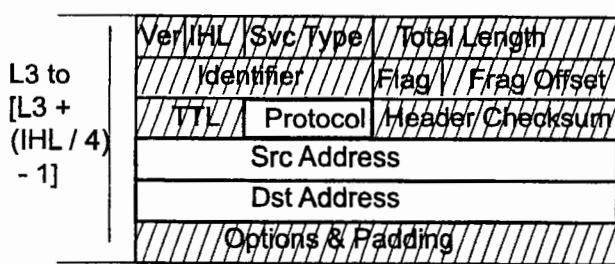 Ver IHL Svc Type Total Length
Identifier Flag Frag Offset
TTL Protocol Header Checksum
Src Address
Dst Address
Options & Padding
L3 to
[L3 +
(IHL / 4)
- 1]